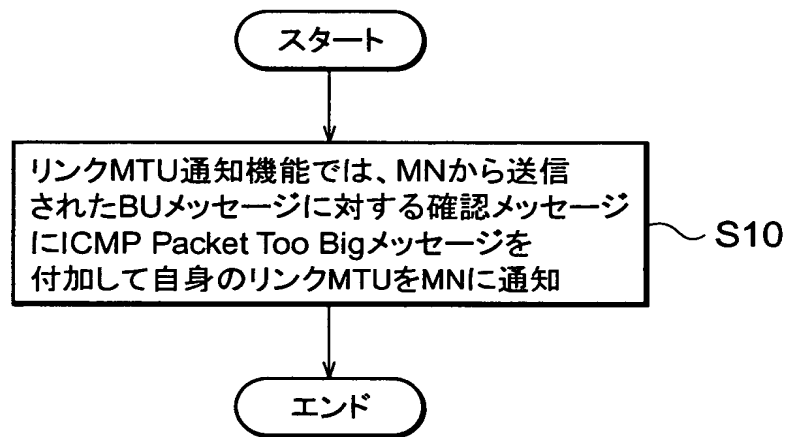 スタート
リンクMTU通知機能では、MNから送信
されたBUメッセージに対する確認メッセージ
にICMP Packet Too Bigメッセージを
付加して自身のリンクMTUをMNに通知
S10
エンド